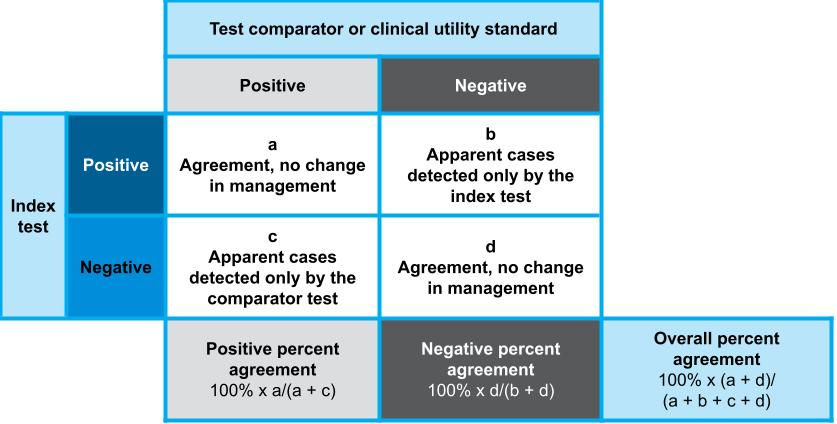 Test comparator or clinical utility standard
Positive
Negative
Index
test
Positive
a
Agreement, no change
in management
b
Apparent cases
detected only by the
index test
Negative
c
Apparent cases
detected only by the
comparator test
d
Agreement, no change
in management
Positive percent
agreement
100% x a/(a + c)
Negative percent
agreement
100% x d/(b + d)
Overall percent
agreement
100% x (a + d)/
(a + b + c + d)